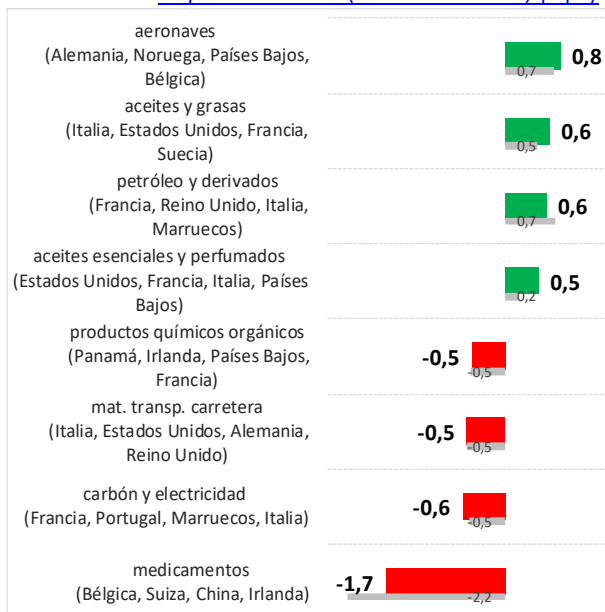 aeronaves
(Alemania, Noruega, Países Bajos,
Bélgica)
0,8
0,7
aceites y grasas
(Italia, Estados Unidos, Francia,
Suecia)
0,6
0,5
petróleo y derivados
(Francia, Reino Unido, Italia,
Marruecos)
0,6
0,7
aceites esenciales y perfumados
(Estados Unidos, Francia, Italia, Países
Bajos)
0,5
0,2
productos químicos orgánicos
(Panamá, Irlanda, Países Bajos,
Francia)
-0,5
-0,5
mat. transp. carretera
(Italia, Estados Unidos, Alemania,
Reino Unido)
-0,5
-0,5
carbón y electricidad
(Francia, Portugal, Marruecos, Italia)
-0,6
-0,5
medicamentos
(Bélgica, Suiza, China, Irlanda)
-1,7
-2,2